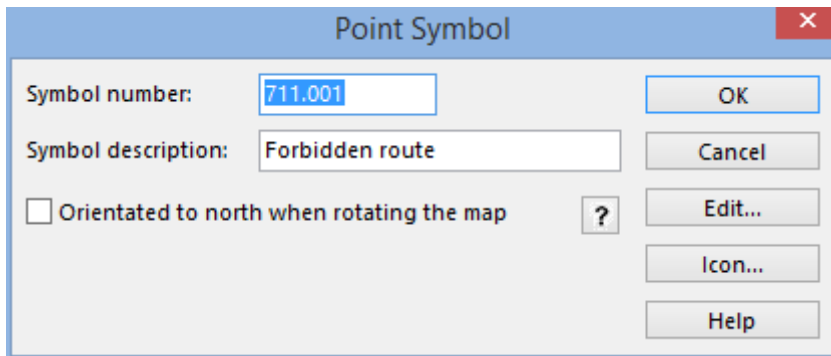 Point Symbol
Symbol number: 711.001 OK
Symbol description: Forbidden route Cancel
Orientated to north when rotating the map ? Edit...
Icon...
Help